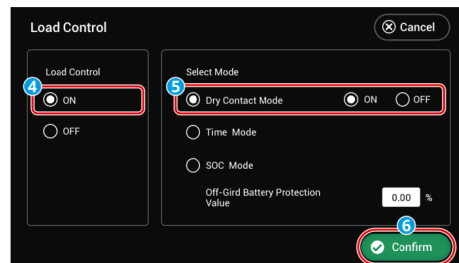 Load Control
Cancel
Load Control
4
ON
OFF
Select Mode
5
Dry Contact Mode
ON
OFF
Time Mode
SOC Mode
Off-Gird Battery Protection
Value
0.00 %
6
Confirm